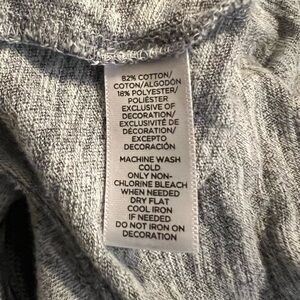 82% COTTON/
COTON/ALGODÓN
18% POLYESTER/
POLIÉSTER
EXCLUSIVE OF
DECORATION/
EXCLUSIVITÉ DE
DÉCORATION/
EXCEPTO
DECORACIÓN
MACHINE WASH
COLD
ONLY NON-
CHLORINE BLEACH
WHEN NEEDED
DRY FLAT
COOL IRON
IF NEEDED
DO NOT IRON ON
DECORATION